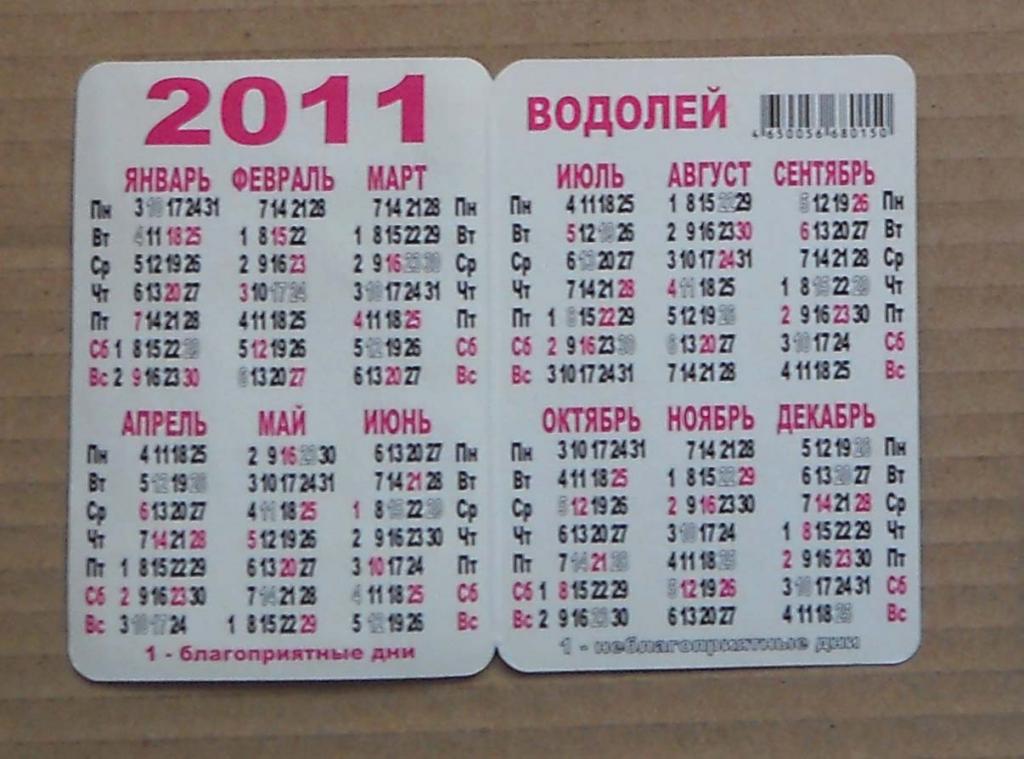 2011
ЯНВАРЬ ФЕВРАЛЬ МАРТ
Пн 3 10 17 24 31 7 14 21 28 7 14 21 28 Пн
Вт 4 11 18 25 1 8 15 22 1 8 15 22 29 Вт
Ср 5 12 19 26 2 9 16 23 2 9 16 23 30 Ср
Чт 6 13 20 27 3 10 17 24 3 10 17 24 31 Чт
Пт 7 14 21 28 4 11 18 25 4 11 18 25 Пт
Сб 1 8 15 22 29 5 12 19 26 5 12 19 26 Сб
Вс 2 9 16 23 30 6 13 20 27 6 13 20 27 Вс
АПРЕЛЬ МАЙ ИЮНЬ
Пн 4 11 18 25 2 9 16 23 30 6 13 20 27 Пн
Вт 5 12 19 26 3 10 17 24 31 7 14 21 28 Вт
Ср 6 13 20 27 4 11 18 25 1 8 15 22 29 Ср
Чт 7 14 21 28 5 12 19 26 2 9 16 23 30 Чт
Пт 1 8 15 22 29 6 13 20 27 3 10 17 24 Пт
Сб 2 9 16 23 30 7 14 21 28 4 11 18 25 Сб
Вс 3 10 17 24 1 8 15 22 29 5 12 19 26 Вс
1 - благоприятные дни
ВОДОЛЕЙ
4 650056 680150
ИЮЛЬ АВГУСТ СЕНТЯБРЬ
Пн 4 11 18 25 1 8 15 22 29 5 12 19 26 Пн
Вт 5 12 19 26 2 9 16 23 30 6 13 20 27 Вт
Ср 6 13 20 27 3 10 17 24 31 7 14 21 28 Ср
Чт 7 14 21 28 4 11 18 25 1 8 15 22 29 Чт
Пт 1 8 15 22 29 5 12 19 26 2 9 16 23 30 Пт
Сб 2 9 16 23 30 6 13 20 27 3 10 17 24 Сб
Вс 3 10 17 24 31 7 14 21 28 4 11 18 25 Вс
ОКТЯБРЬ НОЯБРЬ ДЕКАБРЬ
Пн 3 10 17 24 31 7 14 21 28 5 12 19 26 Пн
Вт 4 11 18 25 1 8 15 22 29 6 13 20 27 Вт
Ср 5 12 19 26 2 9 16 23 30 7 14 21 28 Ср
Чт 6 13 20 27 3 10 17 24 1 8 15 22 29 Чт
Пт 7 14 21 28 4 11 18 25 2 9 16 23 30 Пт
Сб 1 8 15 22 29 5 12 19 26 3 10 17 24 31 Сб
Вс 2 9 16 23 30 6 13 20 27 4 11 18 25 Вс
1 - неблагоприятные дни